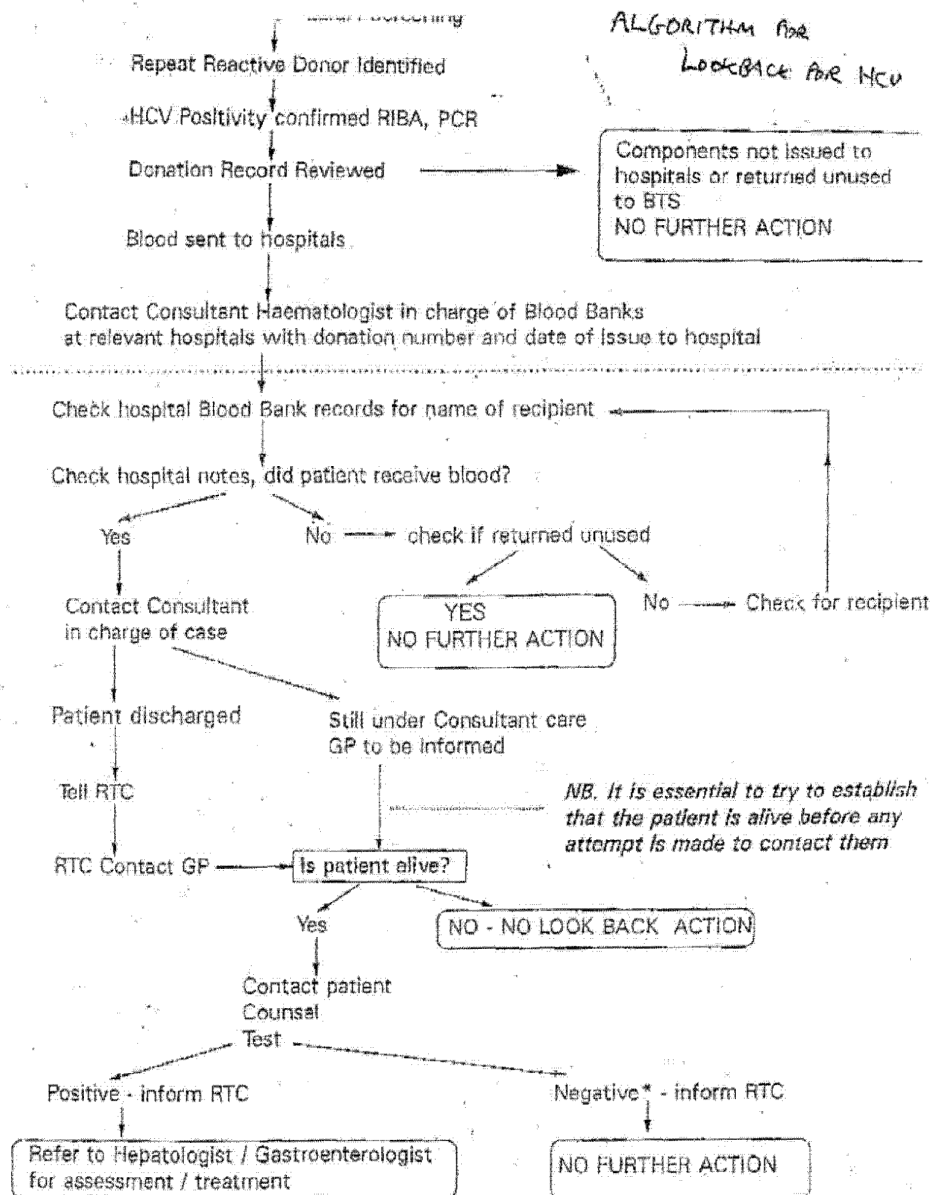 Screening
ALGORITHM FOR
LOOKBACK FOR HCV
Repeat Reactive Donor Identified
HCV Positivity confirmed RIBA, PCR
Donation Record Reviewed
Components not issued to
hospitals or returned unused
to BTS
NO FURTHER ACTION
Blood sent to hospitals
Contact Consultant Haematologist in charge of Blood Banks
at relevant hospitals with donation number and date of issue to hospital
Check hospital Blood Bank records for name of recipient
Check hospital notes, did patient receive blood?
Yes
No
check if returned unused
YES
NO FURTHER ACTION
No
Check for recipient
Contact Consultant
in charge of case
Patient discharged
Still under Consultant care
GP to be informed
Tell RTC
NB. It is essential to try to establish
that the patient is alive before any
attempt is made to contact them
RTC Contact GP
Is patient alive?
Yes
NO - NO LOOK BACK ACTION
Contact patient
Counsal
Test
Positive - inform RTC
Negative* - inform RTC
Refer to Hepatologist / Gastroenterologist
for assessment / treatment
NO FURTHER ACTION